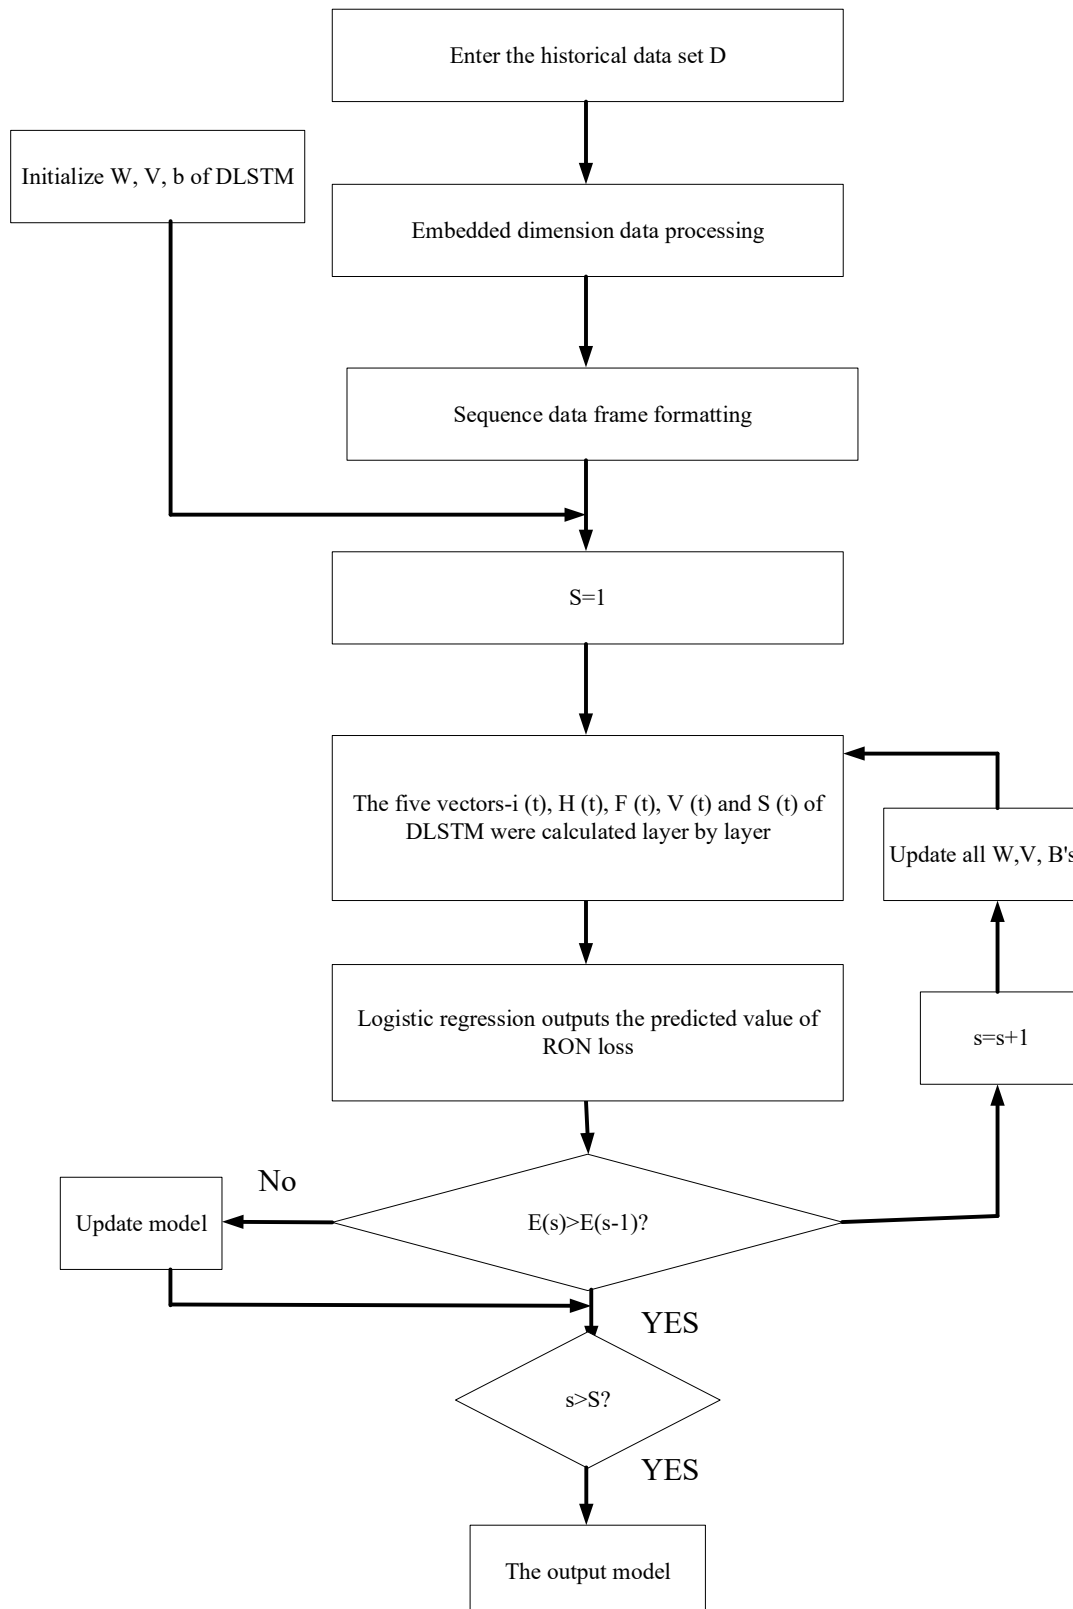 Enter the historical data set D
Initialize W, V, b of DLSTM
Embedded dimension data processing
Sequence data frame formatting
S=1
The five vectors-i (t), H (t), F (t), V (t) and S (t) of
DLSTM were calculated layer by layer
Update all W,V, B's
Logistic regression outputs the predicted value of
RON loss
s=s+1
No
Update model
E(s)>E(s-1)?
YES
s>S?
YES
The output model